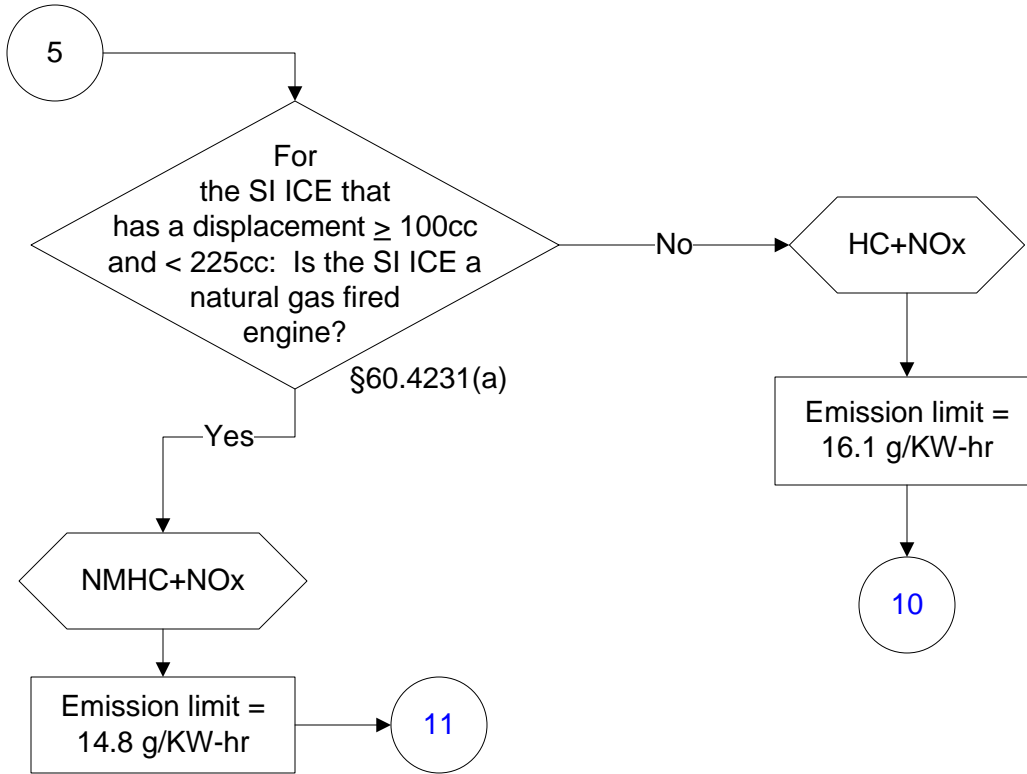 5
For
the SI ICE that
has a displacement ≥ 100cc
and < 225cc:  Is the SI ICE a
natural gas fired
engine?
§60.4231(a)
No
HC+NOx
Emission limit =
16.1 g/KW-hr
10
Yes
NMHC+NOx
Emission limit =
14.8 g/KW-hr
11